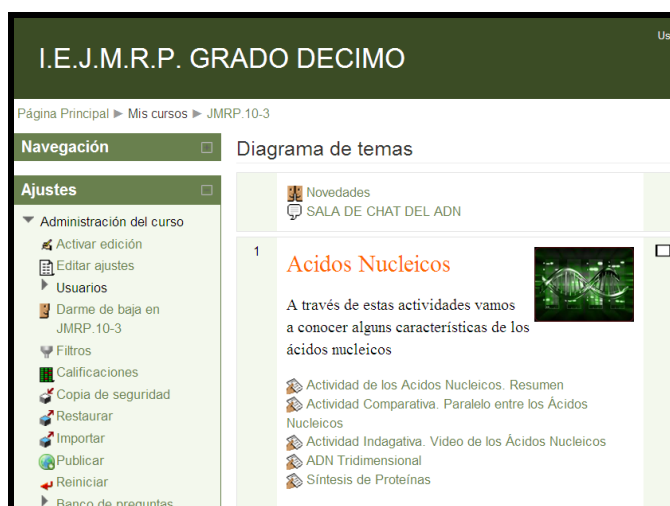 I.E.J.M.R.P. GRADO DECIMO
Us
Página Principal ► Mis cursos ► JMRP.10-3
Navegación
Ajustes
Administración del curso
Activar edición
Editar ajustes
Usuarios
Darme de baja en
JMRP.10-3
Filtros
Calificaciones
Copia de seguridad
Restaurar
Importar
Publicar
Reiniciar
Banco de preguntas
Diagrama de temas
Novedades
SALA DE CHAT DEL ADN
1
Acidos Nucleicos
A través de estas actividades vamos
a conocer alguns características de los
ácidos nucleicos
Actividad de los Acidos Nucleicos. Resumen
Actividad Comparativa. Paralelo entre los Ácidos
Nucleicos
Actividad Indagativa. Video de los Ácidos Nucleicos
ADN Tridimensional
Síntesis de Proteínas